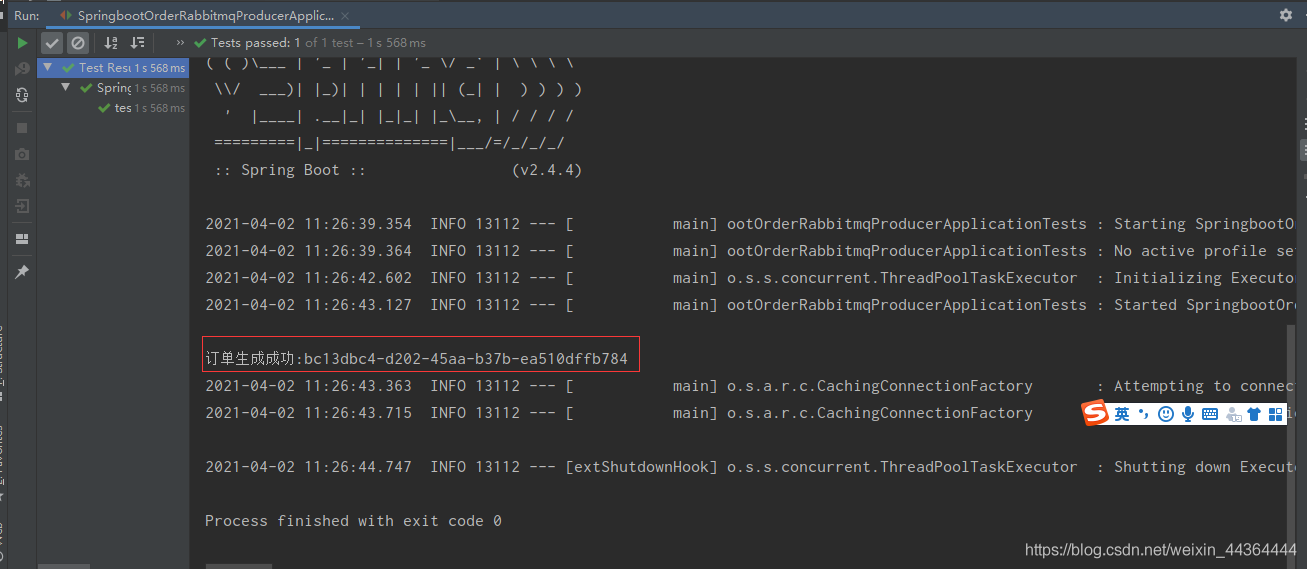 Run: SpringbootOrderRabbitmqProducerApplic...
Tests passed: 1 of 1 test – 1 s 568 ms
Test Resu 1 s 568 ms
Spring 1 s 568 ms
tes 1 s 568 ms
( ( )\___ | '_ | '_| | '_ \/ _` | \ \ \ \
\\/  ___)| |_)| | | | | || (_| |  ) ) ) )
'  |____| .__|_| |_|_| |_\__, | / / / /
=========|_|==============|___/=/_/_/_/
:: Spring Boot :: (v2.4.4)
2021-04-02 11:26:39.354 INFO 13112 --- [ main] ootOrderRabbitmqProducerApplicationTests : Starting SpringbootO
2021-04-02 11:26:39.364 INFO 13112 --- [ main] ootOrderRabbitmqProducerApplicationTests : No active profile se
2021-04-02 11:26:42.602 INFO 13112 --- [ main] o.s.s.concurrent.ThreadPoolTaskExecutor : Initializing Executo
2021-04-02 11:26:43.127 INFO 13112 --- [ main] ootOrderRabbitmqProducerApplicationTests : Started SpringbootOr
订单生成成功:bc13dbc4-d202-45aa-b37b-ea510dffb784
2021-04-02 11:26:43.363 INFO 13112 --- [ main] o.s.a.r.c.CachingConnectionFactory : Attempting to connec
2021-04-02 11:26:43.715 INFO 13112 --- [ main] o.s.a.r.c.CachingConnectionFactory
英
2021-04-02 11:26:44.747 INFO 13112 --- [extShutdownHook] o.s.s.concurrent.ThreadPoolTaskExecutor : Shutting down Execut
Process finished with exit code 0
https://blog.csdn.net/weixin_44364444